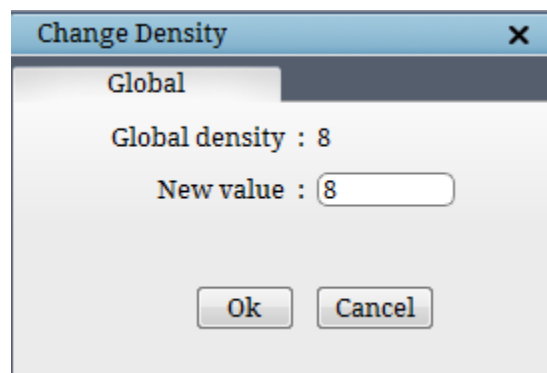 Change Density
Global
Global density : 8
New value : 8
Ok Cancel